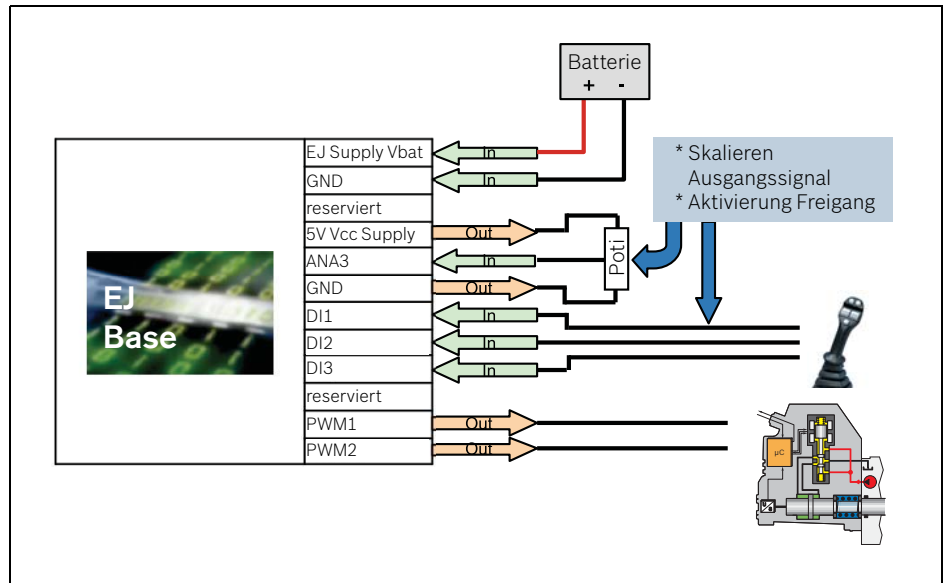 Batterie
+ -
EJ Supply Vbat
In
GND
In
reserviert
5V Vcc Supply
Out
ANA3
In
GND
Out
DI1
In
DI2
In
DI3
In
reserviert
PWM1
Out
PWM2
Out
EJ
Base
Poti
* Skalieren
Ausgangssignal
* Aktivierung Freigang
µC